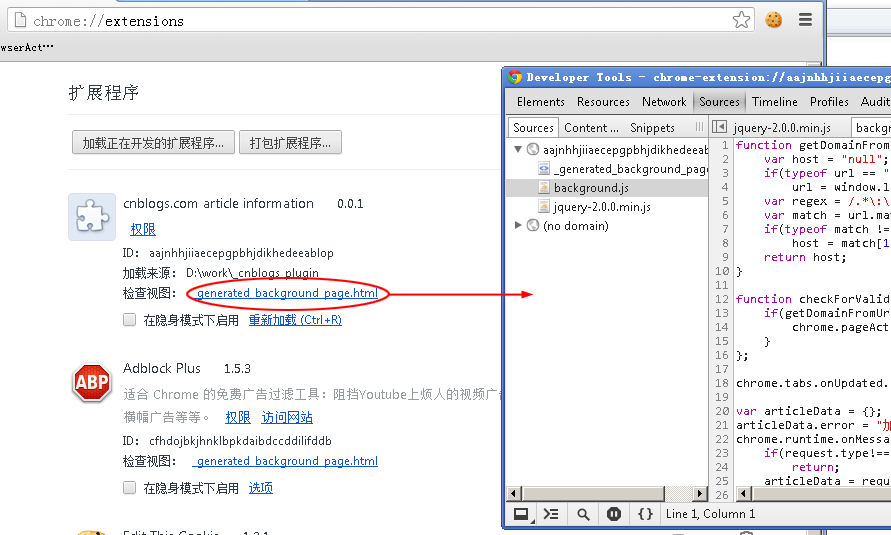 chrome://extensions
wserAct…
扩展程序
加载正在开发的扩展程序... 打包扩展程序...
cnblogs.com article information 0.0.1
权限
ID: aajnhhjiiaecepgpbhjdikhedeeablop
加载来源: D:\work\_cnblogs_plugin
检查视图: _generated_background_page.html
在隐身模式下启用 重新加载 (Ctrl+R)
ABP
Adblock Plus 1.5.3
适合 Chrome 的免费广告过滤工具：阻挡Youtube上烦人的视频广告
横幅广告等等。 权限 访问网站
ID: cfhdojbkjhnklbpkdaibdccddilifddb
检查视图: _generated_background_page.html
在隐身模式下启用 选项
Edit This Cookie 1.2.1
Developer Tools - chrome-extension://aajnhhjiiaecepg
Elements Resources Network Sources Timeline Profiles Audit
Sources Content ... Snippets
jquery-2.0.0.min.js backg
aajnhhjiiaecepgpbhjdikhedeeab
_generated_background_page
background.js
jquery-2.0.0.min.js
(no domain)
1 function getDomainFrom
2 var host = "null";
3 if(typeof url == "
4 url = window.l
5 var regex = /.*\:\
6 var match = url.ma
7 if(typeof match !=
8 host = match[1
9 return host;
10 }
11
12 function checkForValid
13 if(getDomainFromUr
14 chrome.pageAct
15 }
16 };
17
18 chrome.tabs.onUpdated.
19
20 var articleData = {};
21 articleData.error = "加
22 chrome.runtime.onMessa
23 if(request.type!==
24 return;
25 articleData = requ
26
Line 1, Column 1